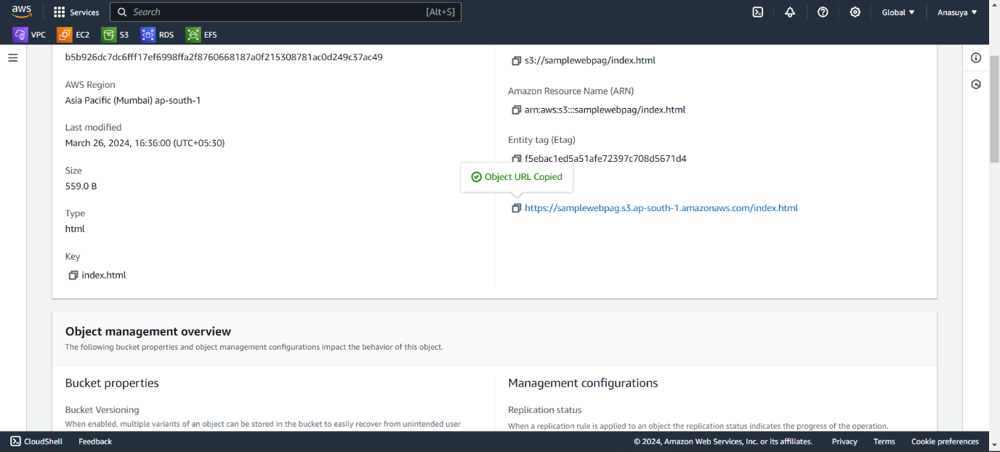 aws
Services
Search
[Alt+S]
Global
Anasuya
VPC
EC2
S3
RDS
EFS
b5b926dc7dc6fff17ef6998ffa2f8760668187a0f215308781ac0d249c37ac49
AWS Region
Asia Pacific (Mumbai) ap-south-1
Last modified
March 26, 2024, 16:36:00 (UTC+05:30)
Size
559.0 B
Type
html
Key
index.html
s3://samplewebpag/index.html
Amazon Resource Name (ARN)
arn:aws:s3:::samplewebpag/index.html
Entity tag (Etag)
f5ebac1ed5a51afe72397c708d5671d4
Object URL Copied
https://samplewebpag.s3.ap-south-1.amazonaws.com/index.html
Object management overview
The following bucket properties and object management configurations impact the behavior of this object.
Bucket properties
Bucket Versioning
When enabled, multiple variants of an object can be stored in the bucket to easily recover from unintended user
Management configurations
Replication status
When a replication rule is applied to an object the replication status indicates the progress of the operation.
CloudShell
Feedback
© 2024, Amazon Web Services, Inc. or its affiliates.
Privacy
Terms
Cookie preferences